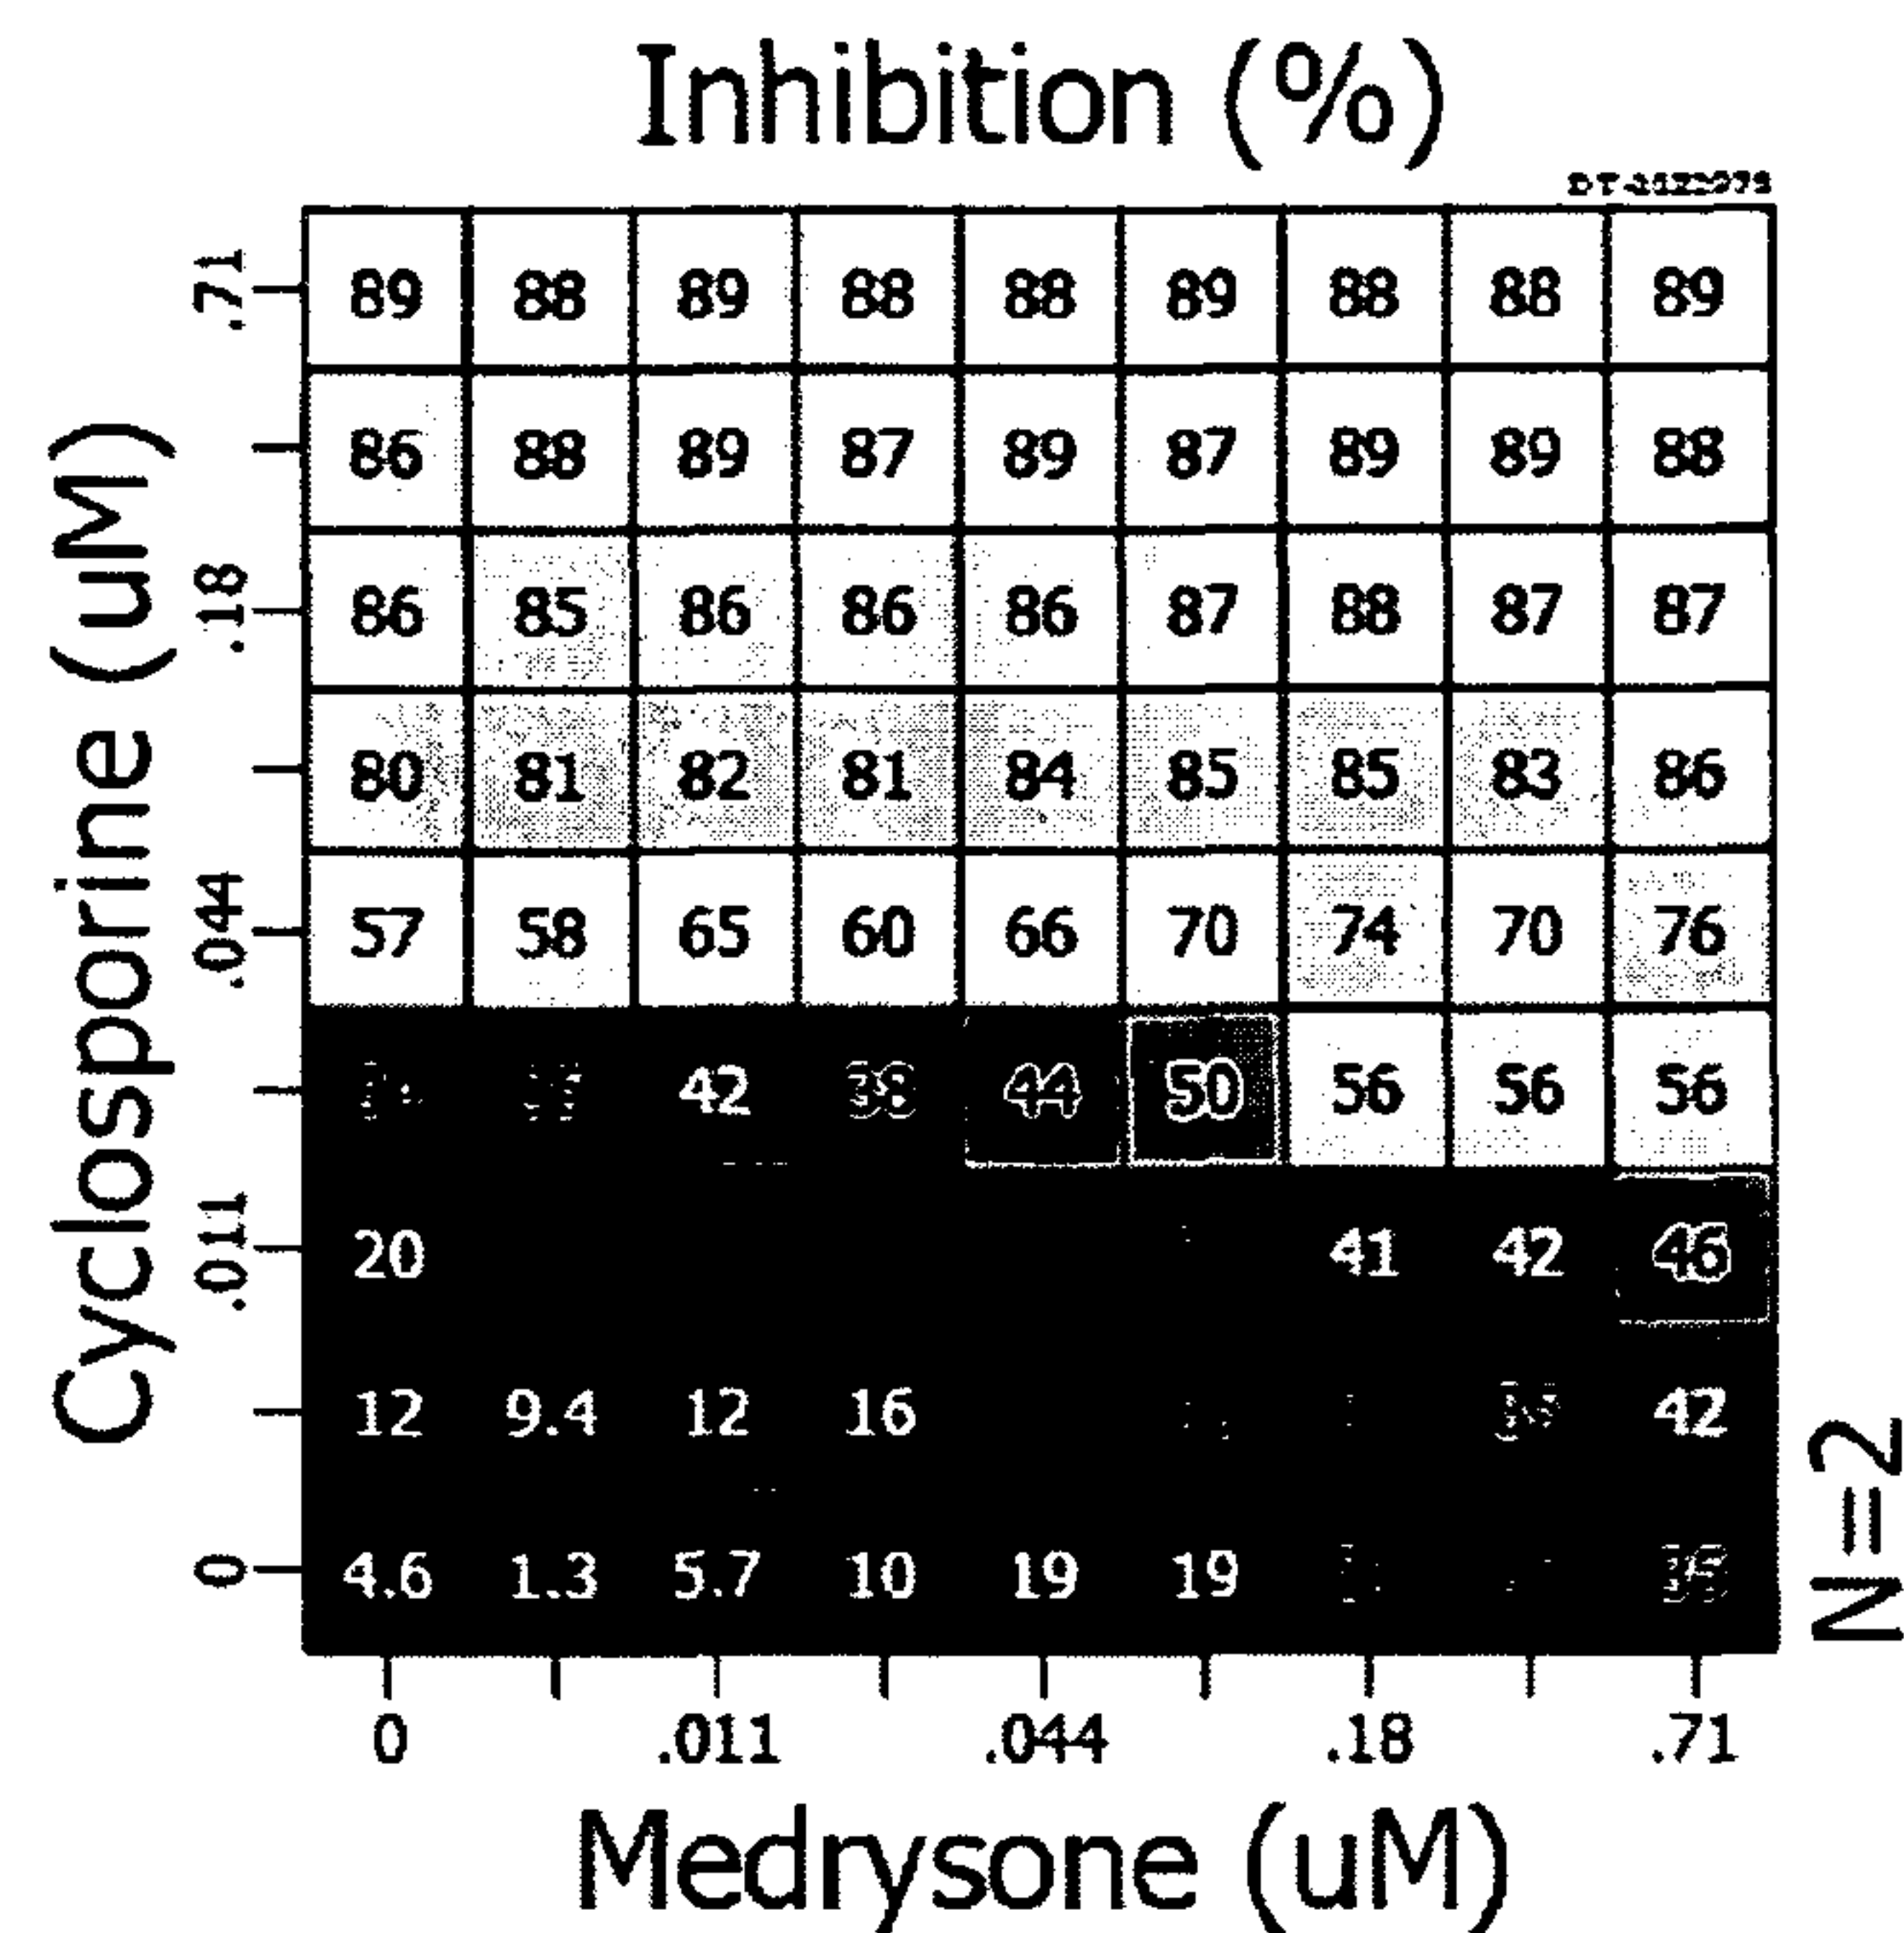 Inhibition (%)
.71 89 88 89 88 88 89 88 88 89
86 88 89 87 89 87 89 89 88
.18 86 85 86 86 86 87 88 87 87
80 81 82 81 84 85 85 83 86
.044 57 58 65 60 66 70 74 70 76
42 38 44 50 56 56 56
.011 20 41 42 46
12 9.4 12 16 42
0 4.6 1.3 5.7 10 19 19
0 .011 .044 .18 .71
Medrysone (uM)
Cyclosporine (uM)
N=2